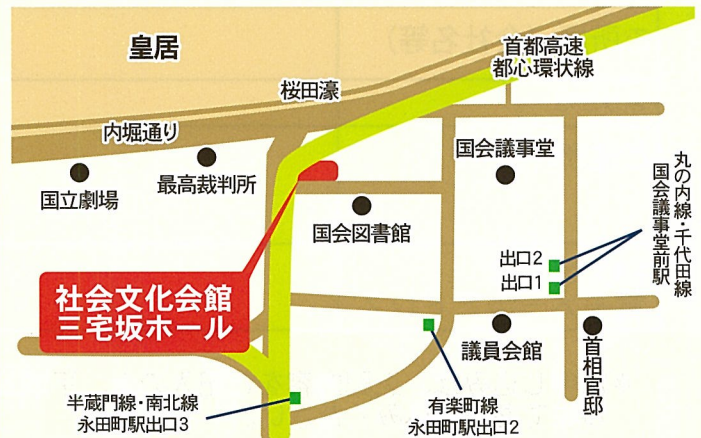 皇居
首都高速
都心環状線
桜田濠
内堀通り
国立劇場
最高裁判所
国会議事堂
国会図書館
丸の内線・千代田線
国会議事堂前駅
出口2
出口1
社会文化会館
三宅坂ホール
議員会館
首相官邸
半蔵門線・南北線
永田町駅出口3
有楽町線
永田町駅出口2